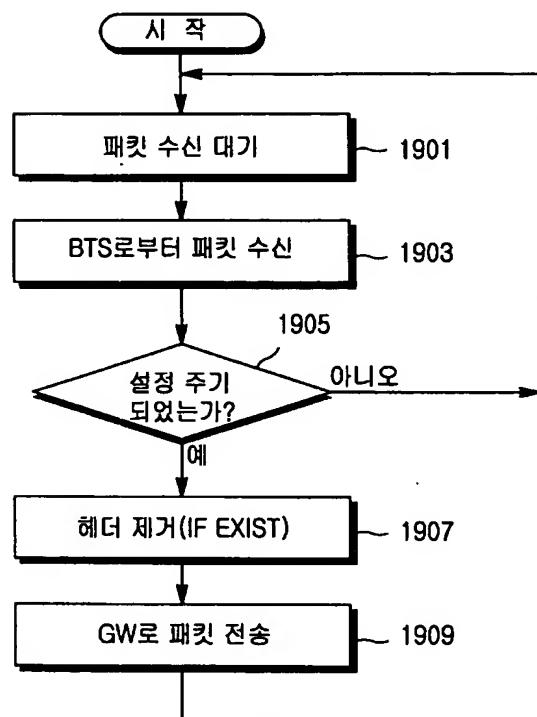 시 작
패킷 수신 대기
1901
BTS로부터 패킷 수신
1903
1905
설정 주기
되었는가?
아니오
예
헤더 제거(IF EXIST)
1907
GW로 패킷 전송
1909